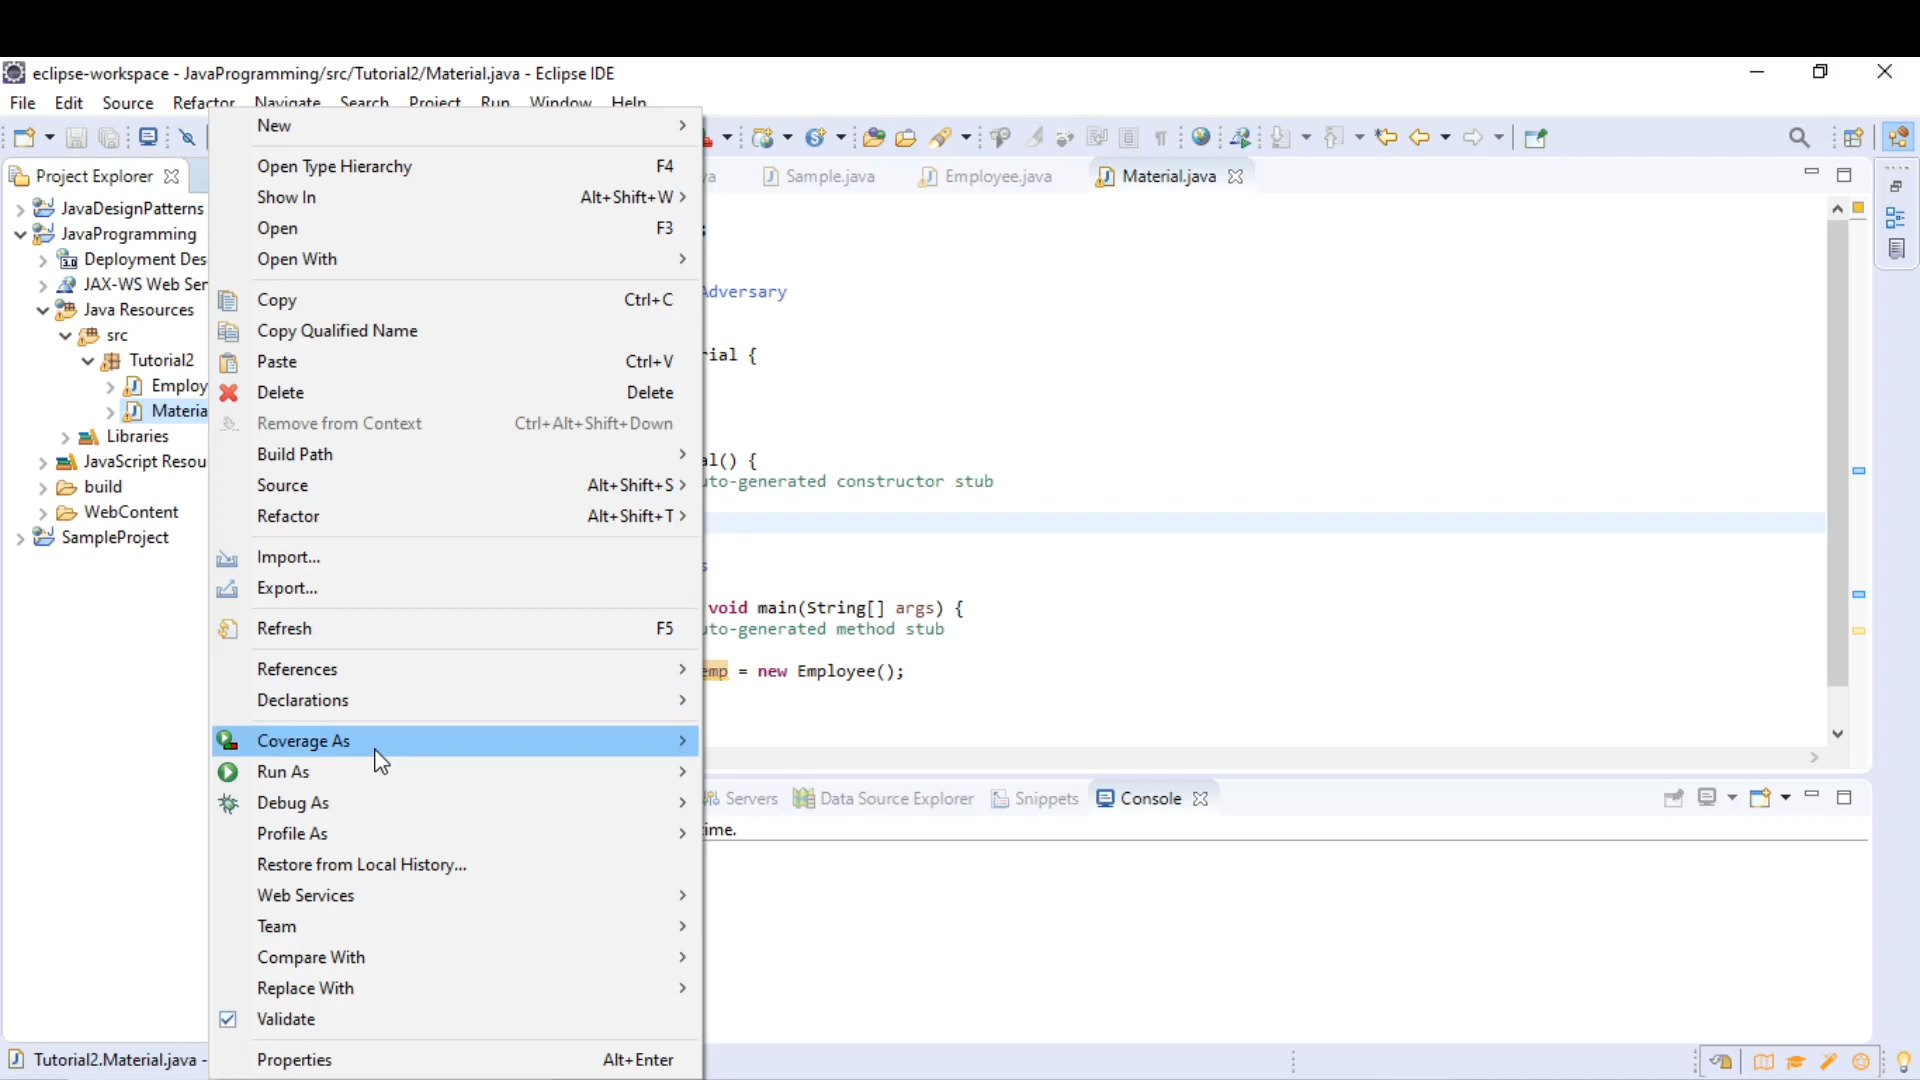 eclipse-workspace - JavaProgramming/src/Tutorial2/Material.java - Eclipse IDE
File Edit Source Refactor Navigate Search Project Run Window Help
Project Explorer
JavaDesignPatterns
JavaProgramming
Deployment Des
JAX-WS Web Ser
Java Resources
src
Tutorial2
Employ
Materia
Libraries
JavaScript Resou
build
WebContent
SampleProject
New
Open Type Hierarchy F4
Show In Alt+Shift+W
Open F3
Open With
Copy Ctrl+C
Copy Qualified Name
Paste Ctrl+V
Delete Delete
Remove from Context Ctrl+Alt+Shift+Down
Build Path
Source Alt+Shift+S
Refactor Alt+Shift+T
Import...
Export...
Refresh F5
References
Declarations
Coverage As
Run As
Debug As
Profile As
Restore from Local History...
Web Services
Team
Compare With
Replace With
Validate
Properties Alt+Enter
va Sample.java Employee.java Material.java
;
Adversary
rial {
al() {
uto-generated constructor stub
s
void main(String[] args) {
uto-generated method stub
emp = new Employee();
Servers Data Source Explorer Snippets Console
ime.
Tutorial2.Material.java -